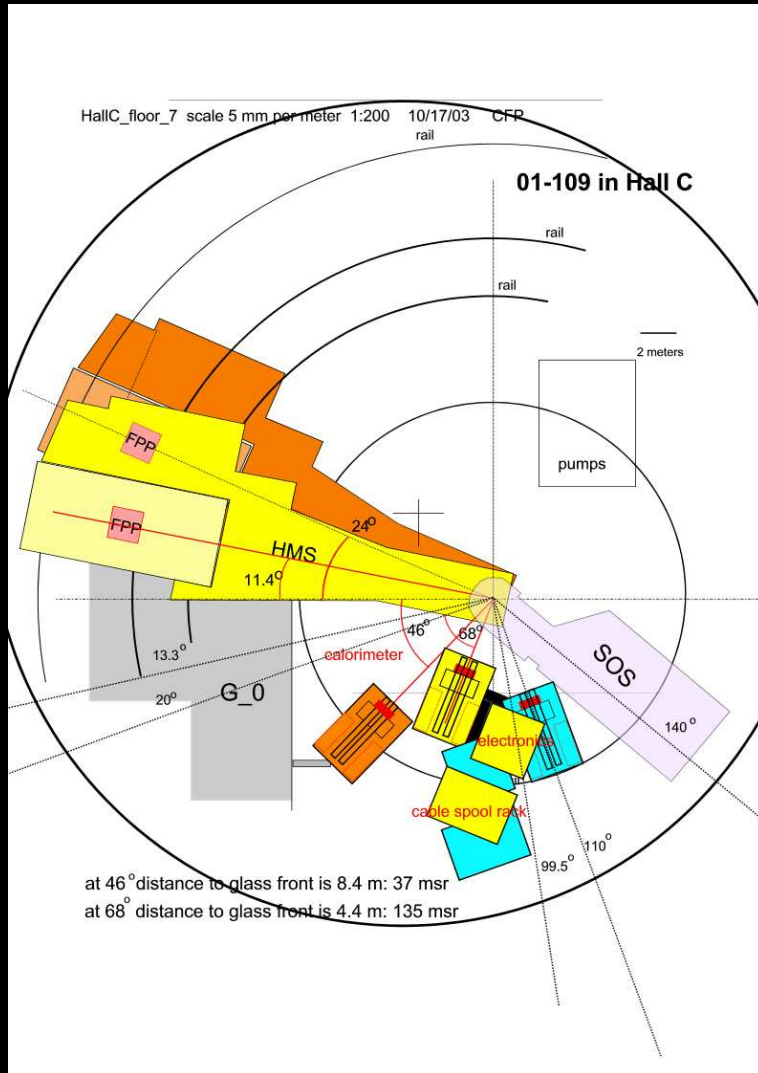 HallC_floor_7 scale 5 mm per meter 1:200 10/17/03 CFP
rail
01-109 in Hall C
rail
rail
2 meters
pumps
FPP
FPP
24°
HMS
11.4°
46°
68°
13.3°
calorimeter
SOS
20°
G_0
140°
electronics
cable spool rack
110°
99.5°
at 46° distance to glass front is 8.4 m: 37 msr
at 68° distance to glass front is 4.4 m: 135 msr